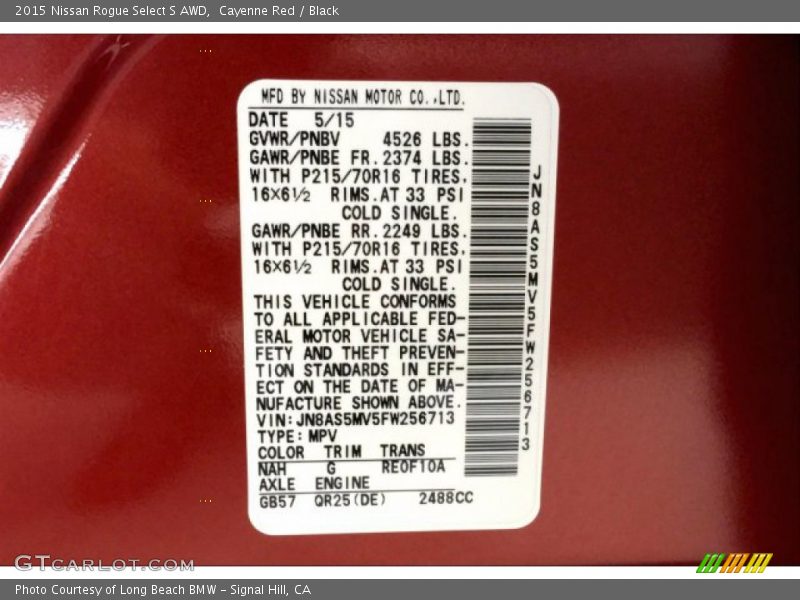 2015 Nissan Rogue Select S AWD,  Cayenne Red / Black
MFD BY NISSAN MOTOR CO.,LTD.
DATE 5/15
GVWR/PNBV 4526 LBS.
GAWR/PNBE FR. 2374 LBS.
WITH P215/70R16 TIRES,
16×6½ RIMS.AT 33 PSI
COLD SINGLE.
GAWR/PNBE RR. 2249 LBS.
WITH P215/70R16 TIRES,
16×6½ RIMS.AT 33 PSI
COLD SINGLE.
THIS VEHICLE CONFORMS
TO ALL APPLICABLE FED-
ERAL MOTOR VEHICLE SA-
FETY AND THEFT PREVEN-
TION STANDARDS IN EFF-
ECT ON THE DATE OF MA-
NUFACTURE SHOWN ABOVE.
VIN:JN8AS5MV5FW256713
TYPE:MPV
COLOR TRIM TRANS
NAH G RE0F10A
AXLE ENGINE
GB57 QR25(DE) 2488CC
JN8AS5MV5FW256713
GTCARLOT.COM
Photo Courtesy of Long Beach BMW - Signal Hill, CA